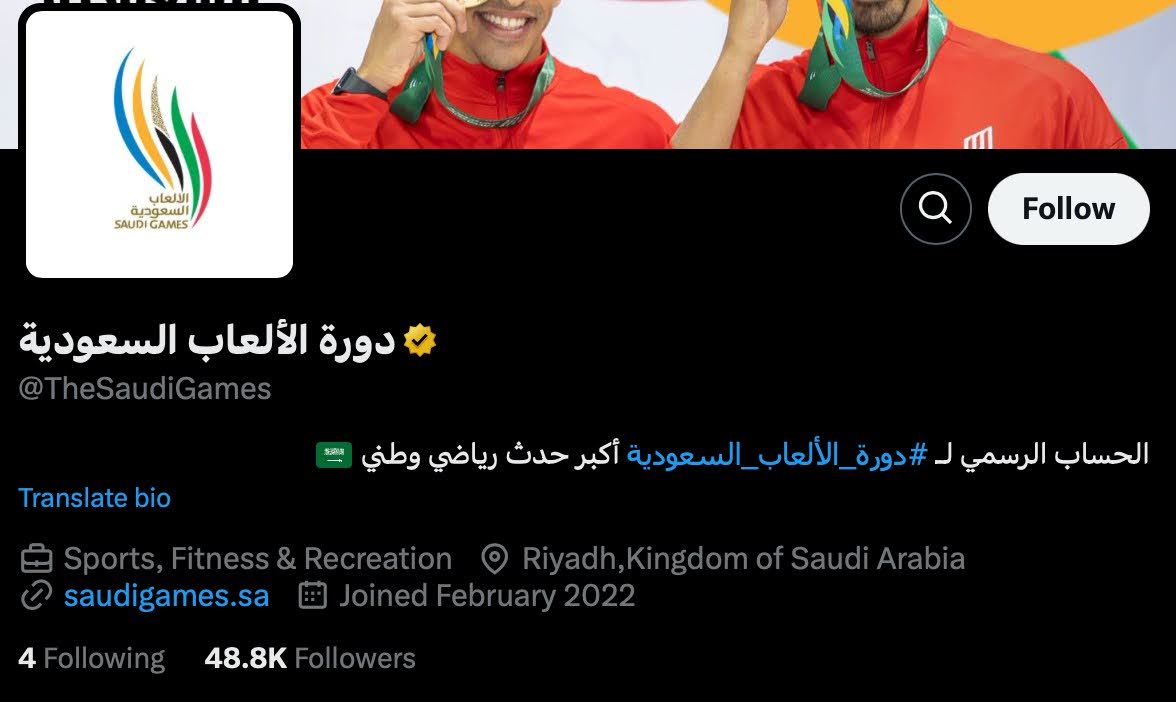 الألعاب
السعودية
SAUDI GAMES
Follow
دورة الألعاب السعودية
@TheSaudiGames
الحساب الرسمي لـ #دورة_الألعاب_السعودية أكبر حدث رياضي وطني
Translate bio
Sports, Fitness & Recreation Riyadh,Kingdom of Saudi Arabia
saudigames.sa Joined February 2022
4 Following 48.8K Followers